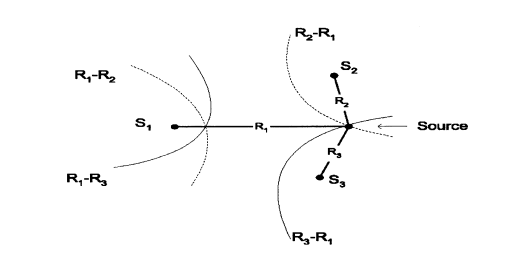 R₂–R₁
R₁–R₂
S₂
R₂
S₁
R₁
Source
R₃
R₁–R₃
S₃
R₃–R₁